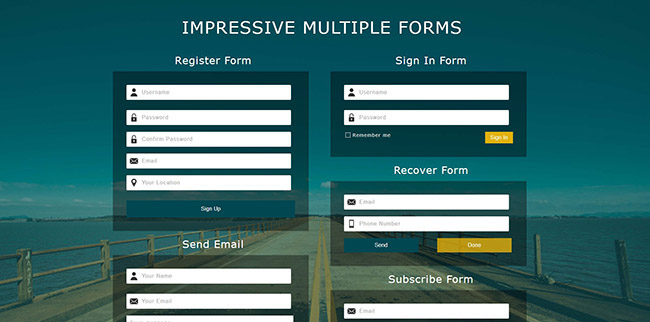 IMPRESSIVE MULTIPLE FORMS
Register Form
Username
Password
Confirm Password
Email
Your Location
Sign Up
Send Email
Your Name
Your Email
Sign In Form
Username
Password
Remember me
Sign In
Recover Form
Email
Phone Number
Send
Done
Subscribe Form
Email